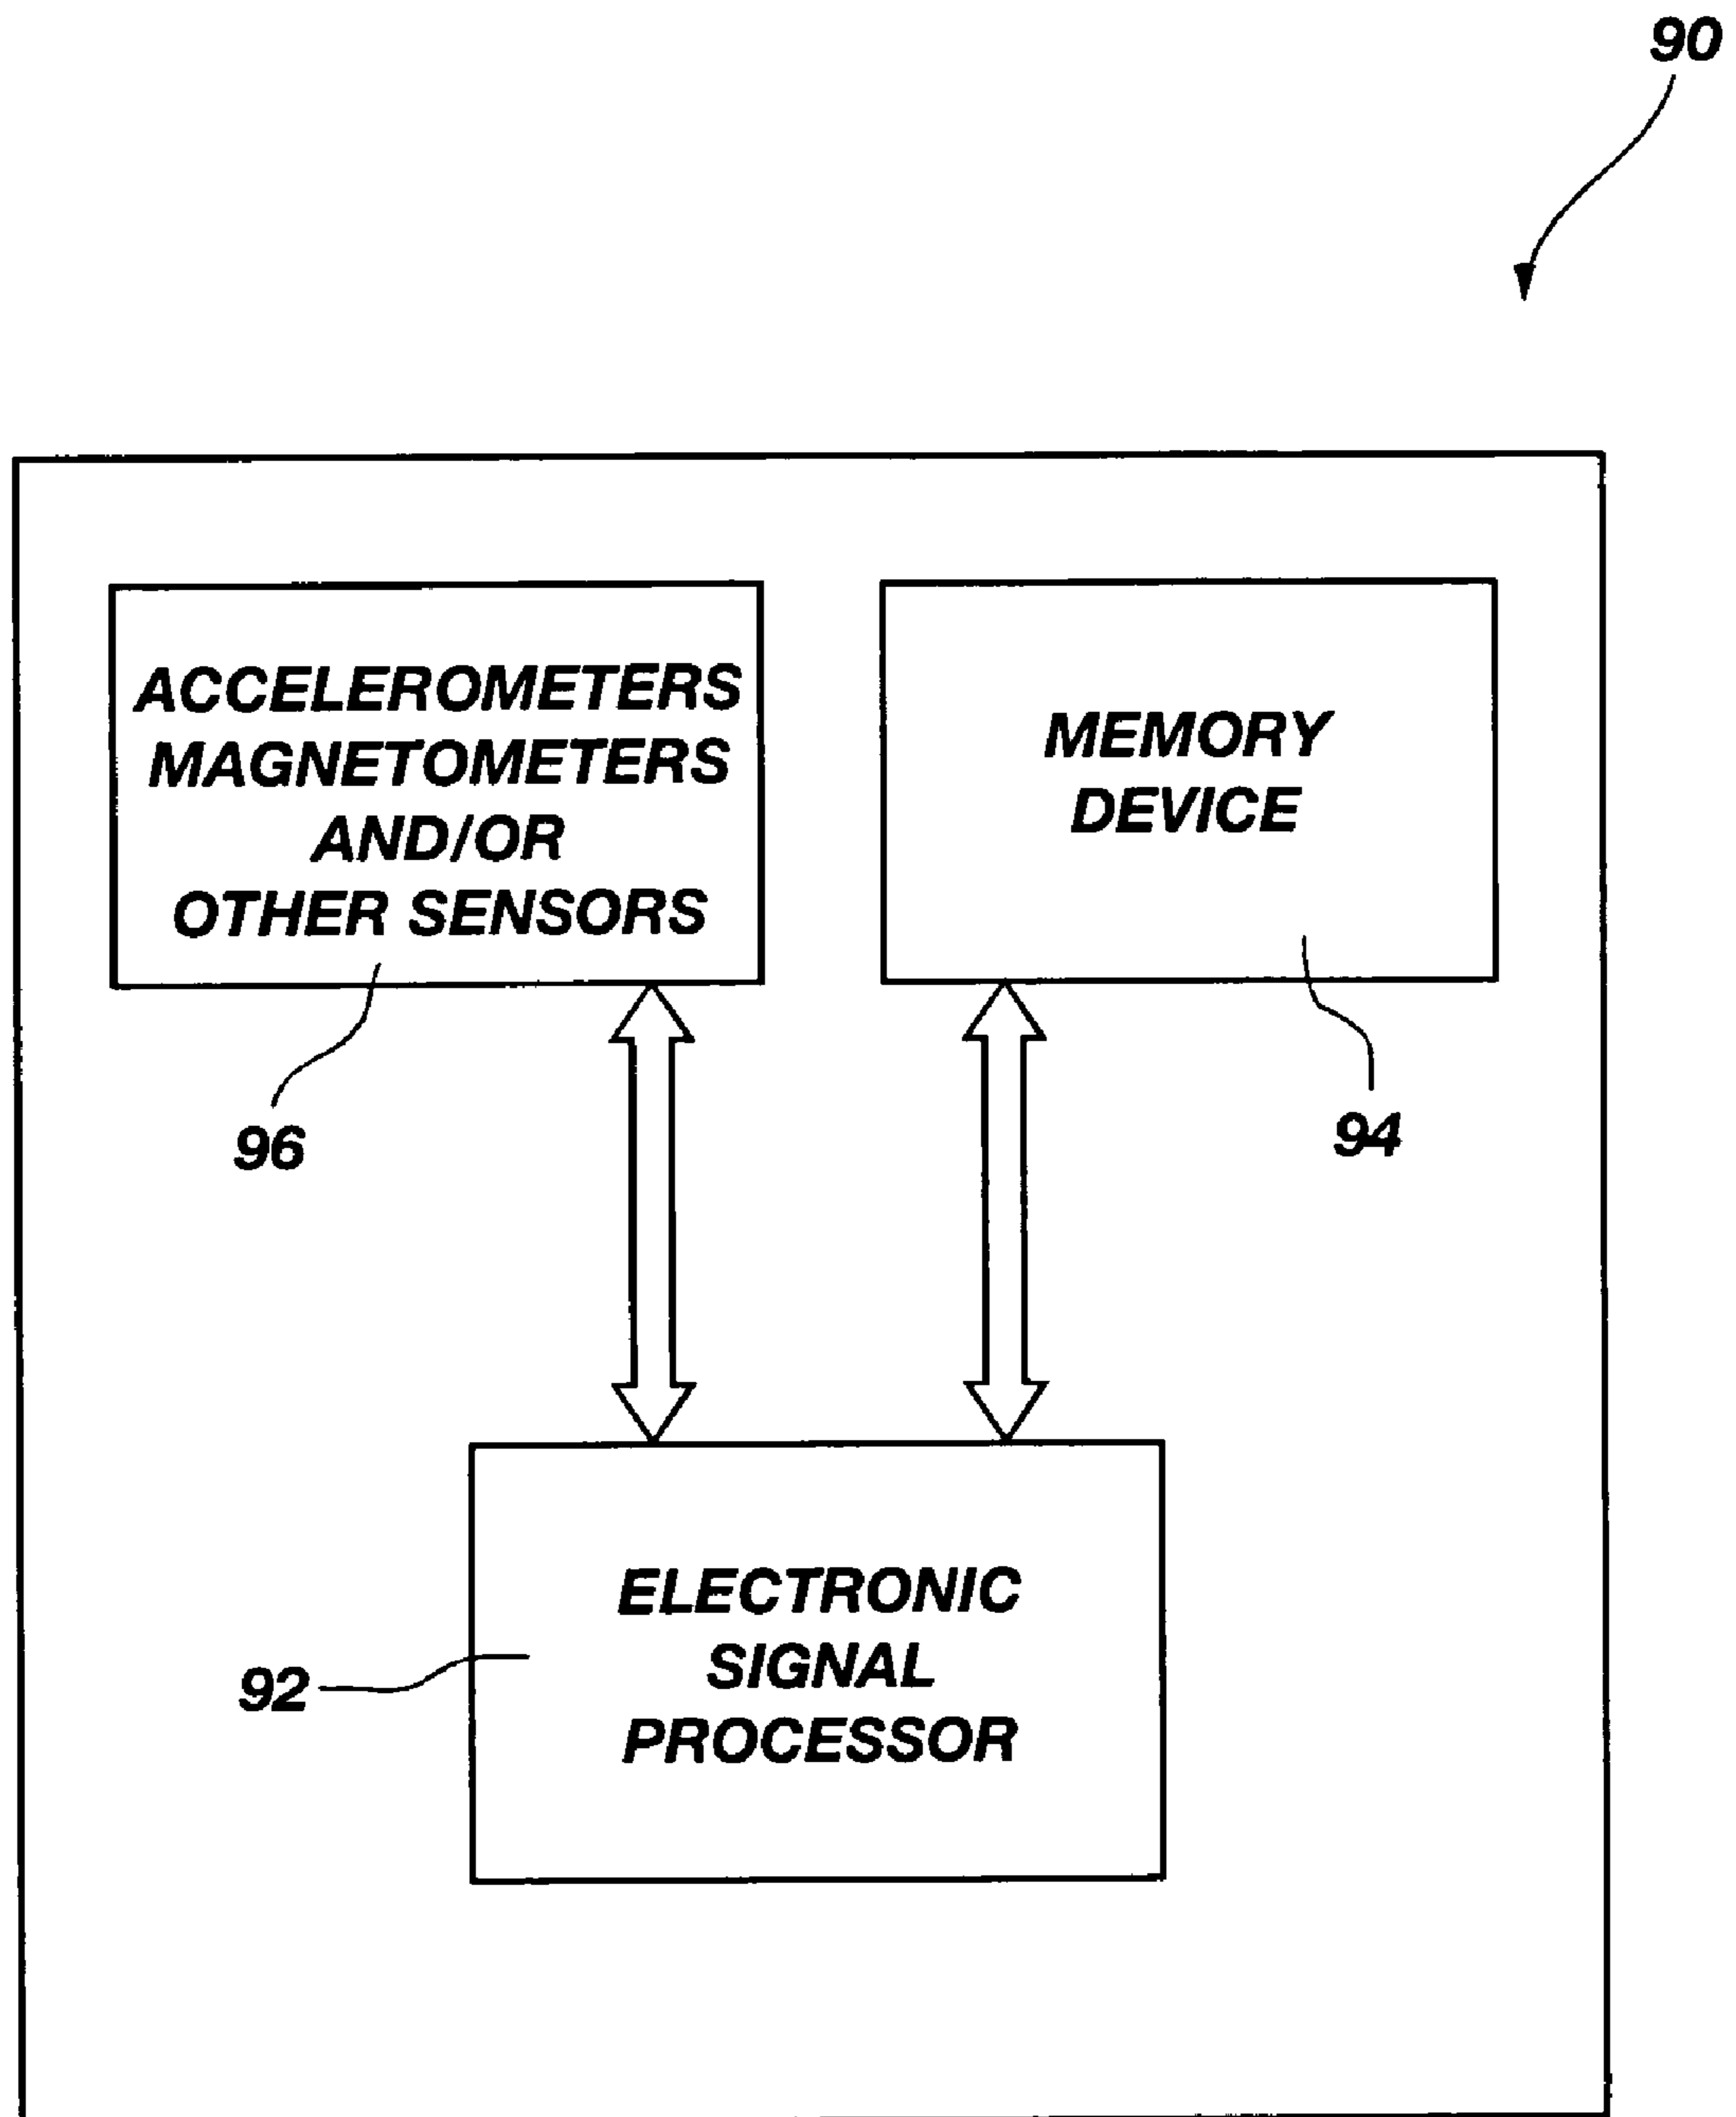 90
ACCELEROMETERS
MAGNETOMETERS
AND/OR
OTHER SENSORS
MEMORY
DEVICE
96
94
ELECTRONIC
SIGNAL
PROCESSOR
92